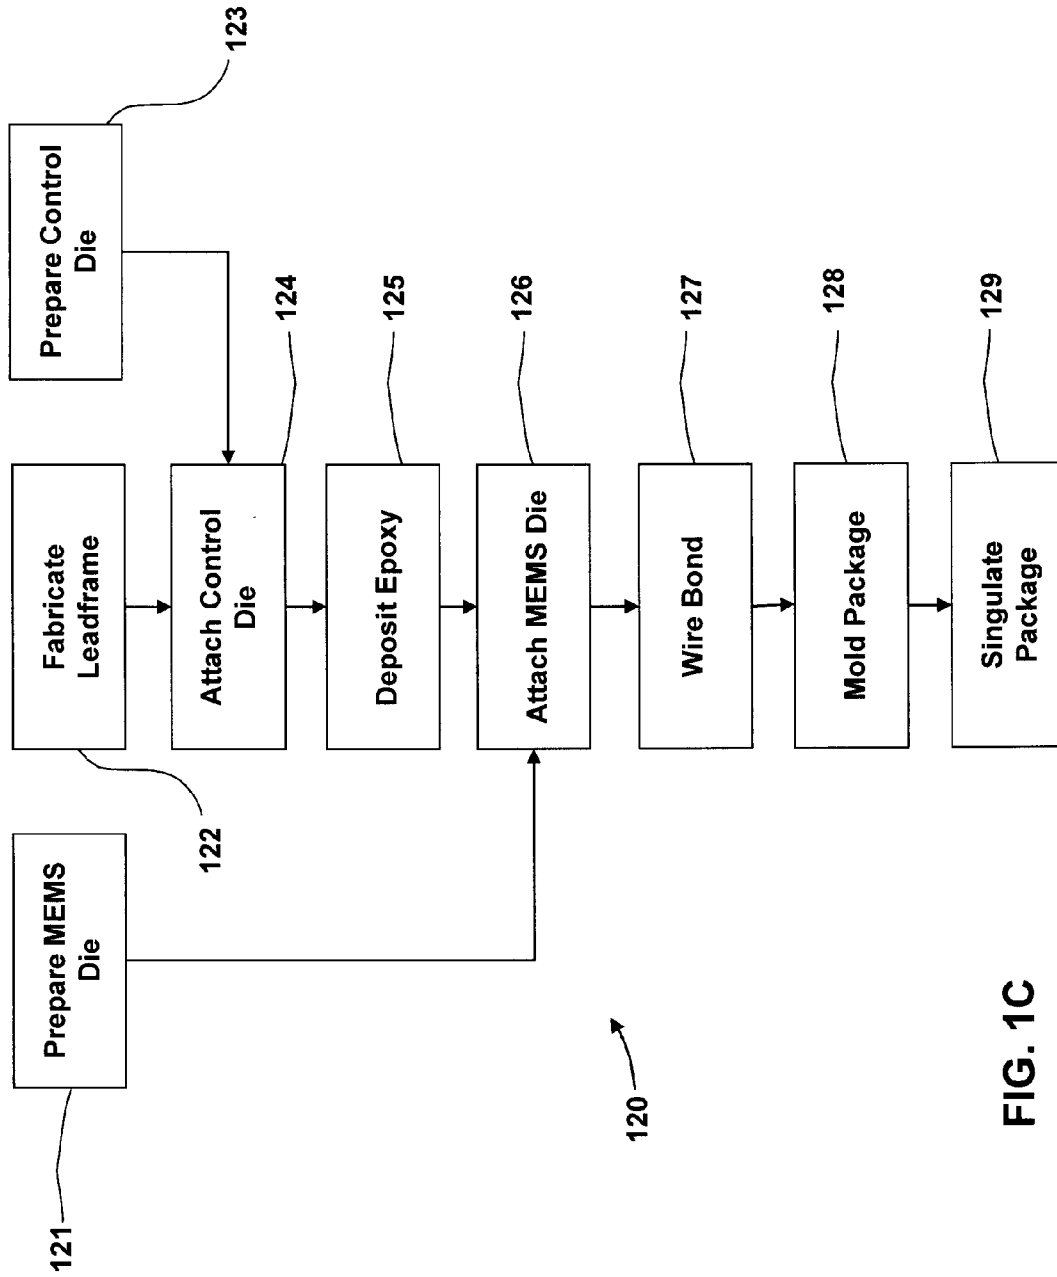 Prepare MEMS
Die
121
Fabricate
Leadframe
122
Prepare Control
Die
123
Attach Control
Die
124
Deposit Epoxy
125
Attach MEMS Die
126
Wire Bond
127
Mold Package
128
Singulate
Package
129
120
FIG. 1C